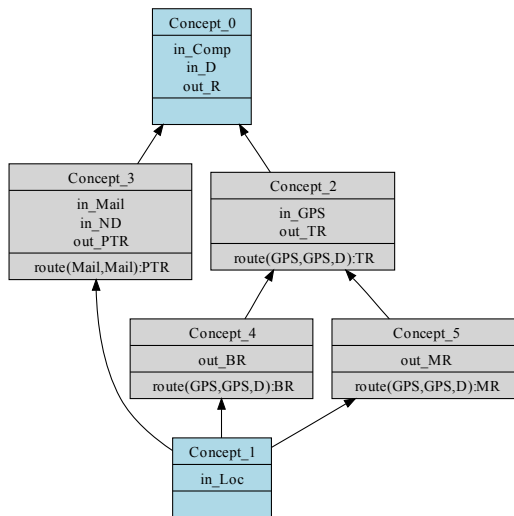 Concept_0
in_Comp
in_D
out_R
Concept_3
in_Mail
in_ND
out_PTR
route(Mail,Mail):PTR
Concept_2
in_GPS
out_TR
route(GPS,GPS,D):TR
Concept_4
out_BR
route(GPS,GPS,D):BR
Concept_5
out_MR
route(GPS,GPS,D):MR
Concept_1
in_Loc